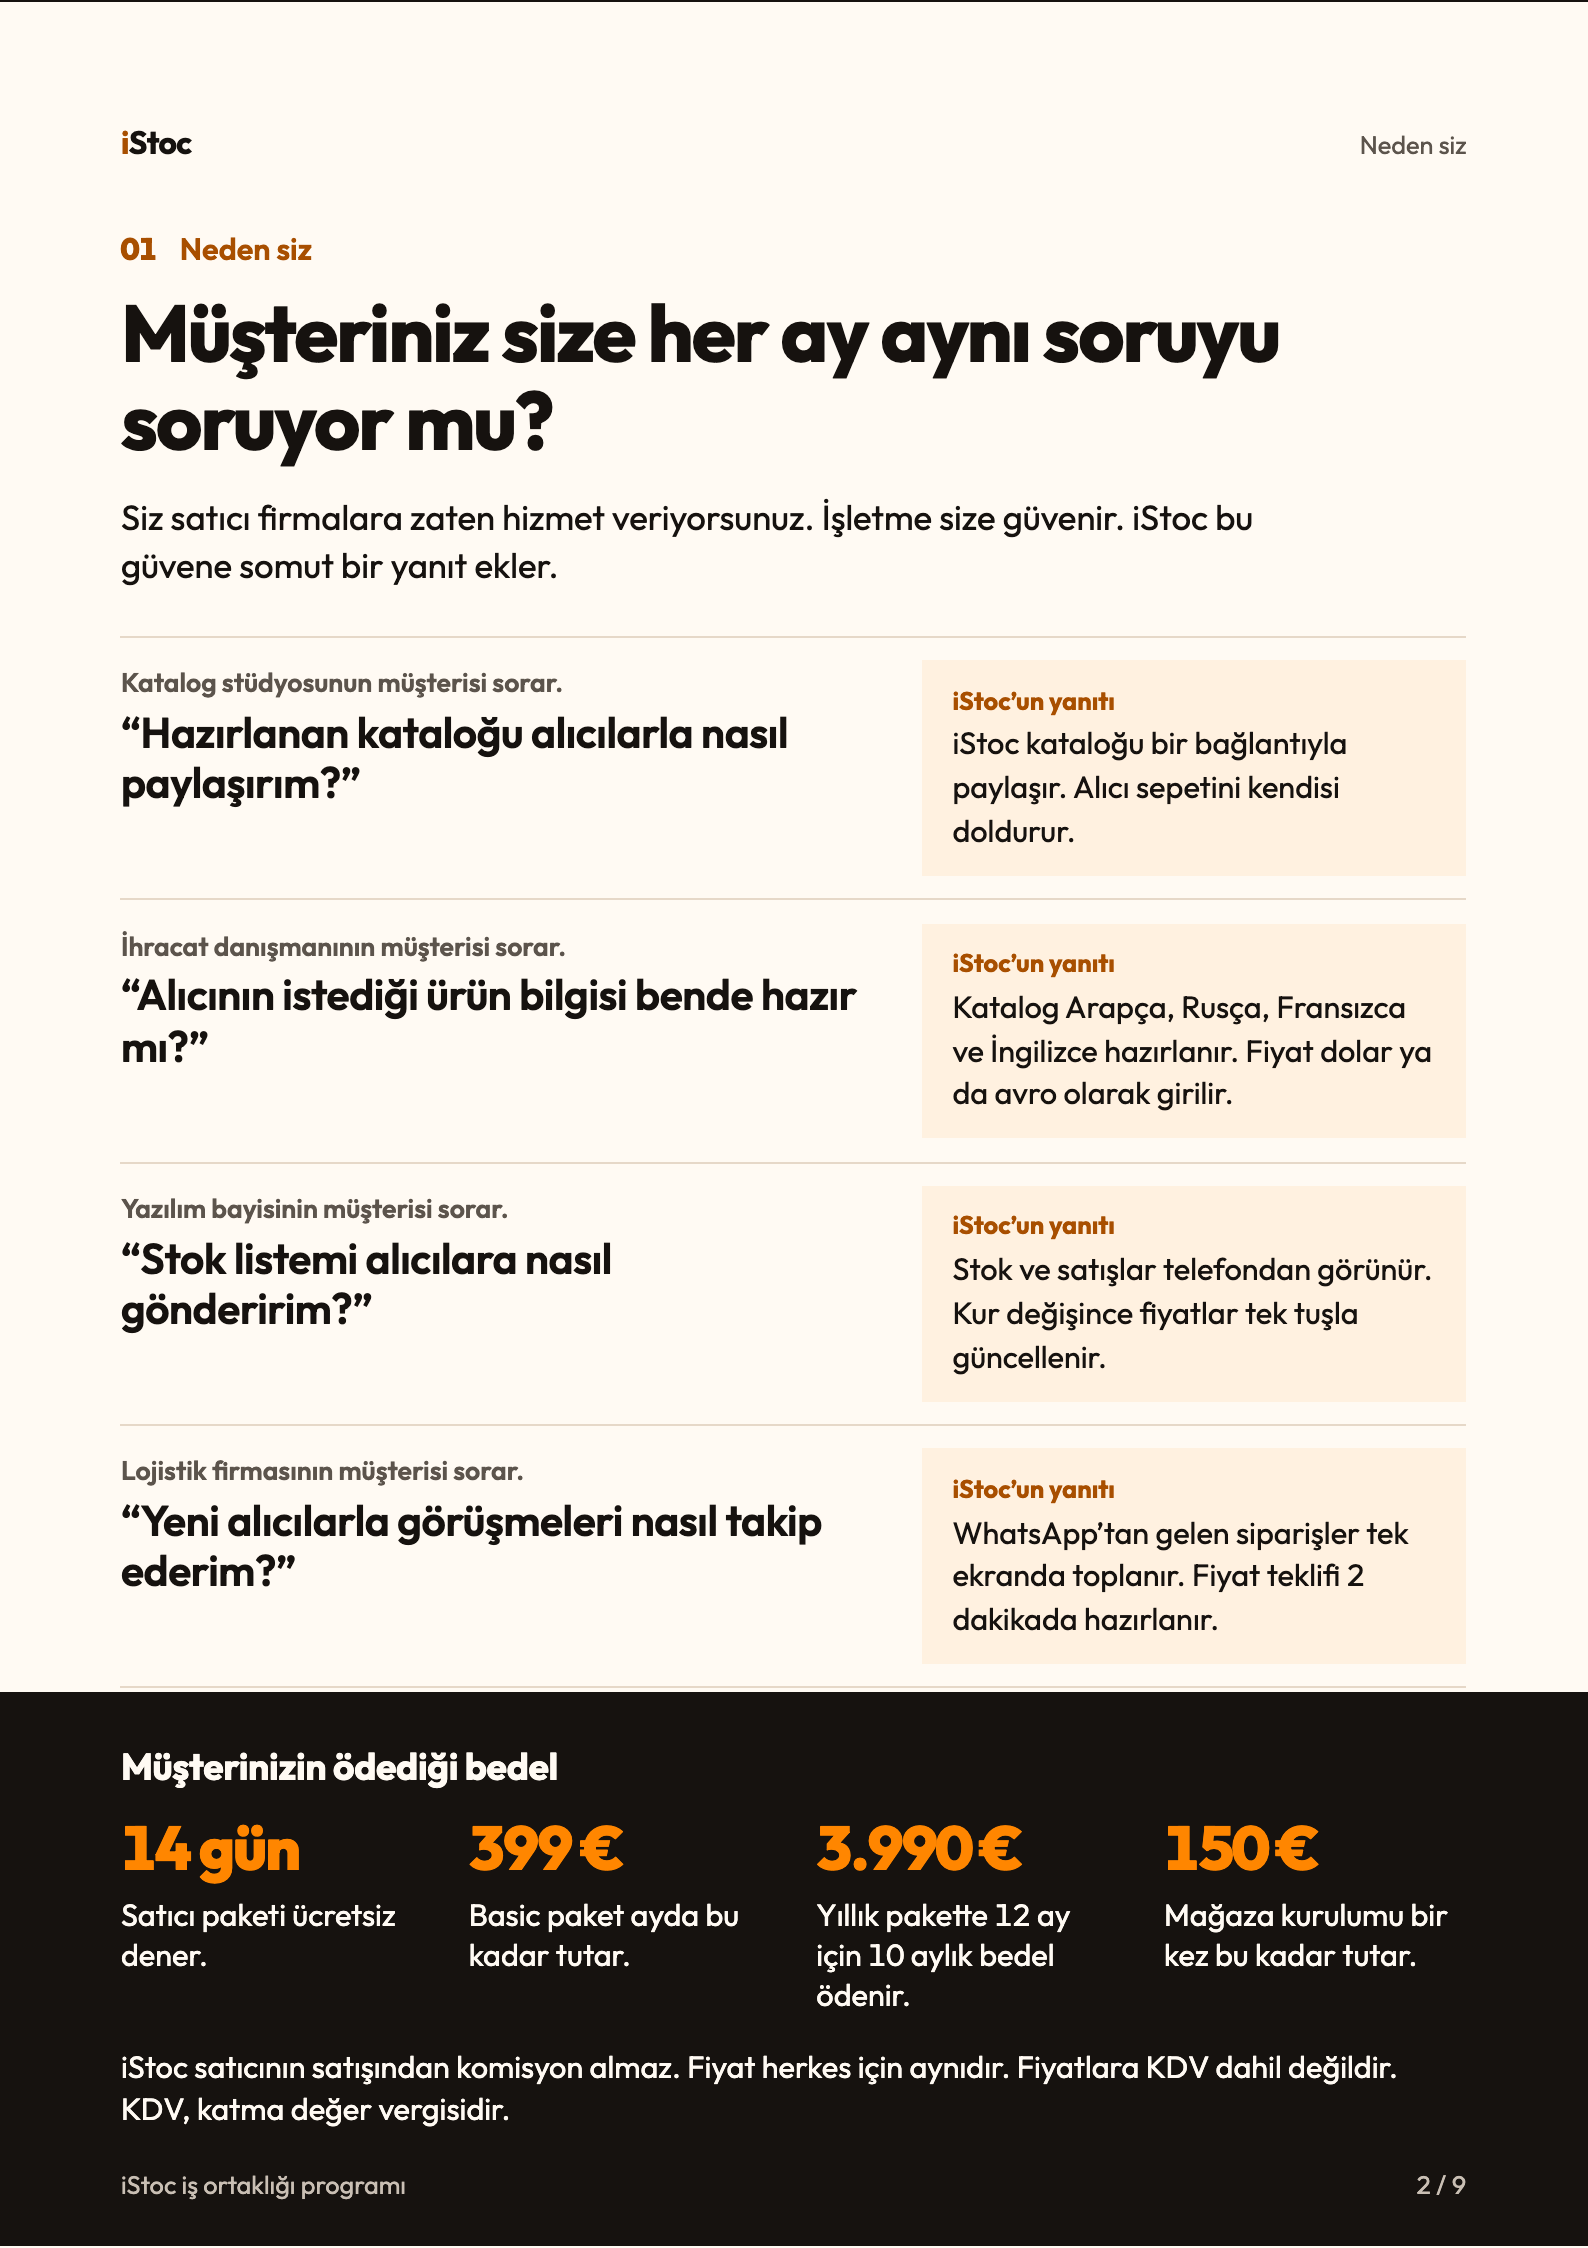 iStoc
Neden siz
01 Neden siz
Müşteriniz size her ay aynı soruyu
soruyor mu?
Siz satıcı firmalara zaten hizmet veriyorsunuz. İşletme size güvenir. iStoc bu
güvene somut bir yanıt ekler.
Katalog stüdyosunun müşterisi sorar.
“Hazırlanan kataloğu alıcılarla nasıl
paylaşırım?”
iStoc’un yanıtı
iStoc kataloğu bir bağlantıyla
paylaşır. Alıcı sepetini kendisi
doldurur.
İhracat danışmanının müşterisi sorar.
“Alıcının istediği ürün bilgisi bende hazır
mı?”
iStoc’un yanıtı
Katalog Arapça, Rusça, Fransızca
ve İngilizce hazırlanır. Fiyat dolar ya
da avro olarak girilir.
Yazılım bayisinin müşterisi sorar.
“Stok listemi alıcılara nasıl
gönderirim?”
iStoc’un yanıtı
Stok ve satışlar telefondan görünür.
Kur değişince fiyatlar tek tuşla
güncellenir.
Lojistik firmasının müşterisi sorar.
“Yeni alıcılarla görüşmeleri nasıl takip
ederim?”
iStoc’un yanıtı
WhatsApp’tan gelen siparişler tek
ekranda toplanır. Fiyat teklifi 2
dakikada hazırlanır.
Müşterinizin ödediği bedel
14 gün
Satıcı paketi ücretsiz
dener.
399 €
Basic paket ayda bu
kadar tutar.
3.990 €
Yıllık pakette 12 ay
için 10 aylık bedel
ödenir.
150 €
Mağaza kurulumu bir
kez bu kadar tutar.
iStoc satıcının satışından komisyon almaz. Fiyat herkes için aynıdır. Fiyatlara KDV dahil değildir.
KDV, katma değer vergisidir.
iStoc iş ortaklığı programı
2 / 9